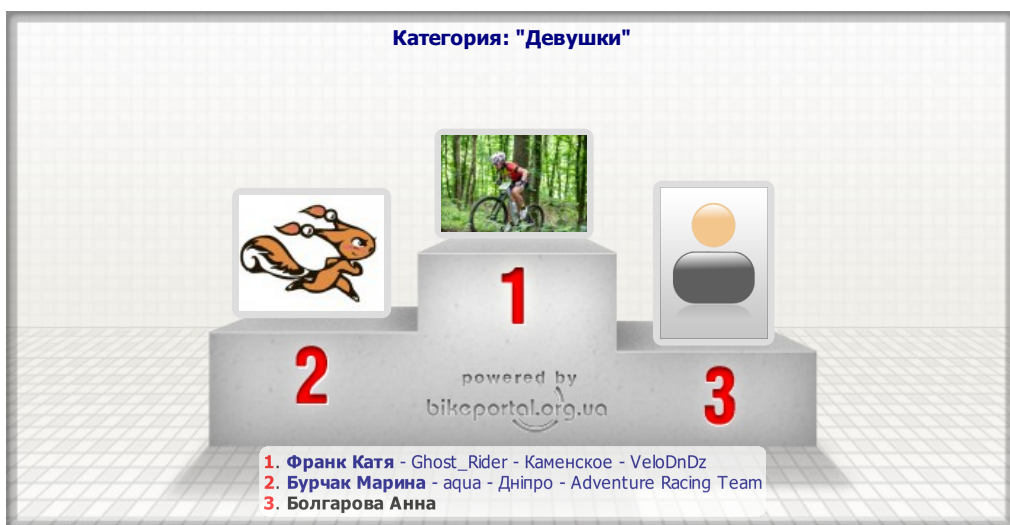 Категория: "Девушки"
1
2
3
powered by
bikeportal.org.ua
1. Франк Катя - Ghost_Rider - Каменское - VeloDnDz
2. Бурчак Марина - aqua - Дніпро - Adventure Racing Team
3. Болгарова Анна